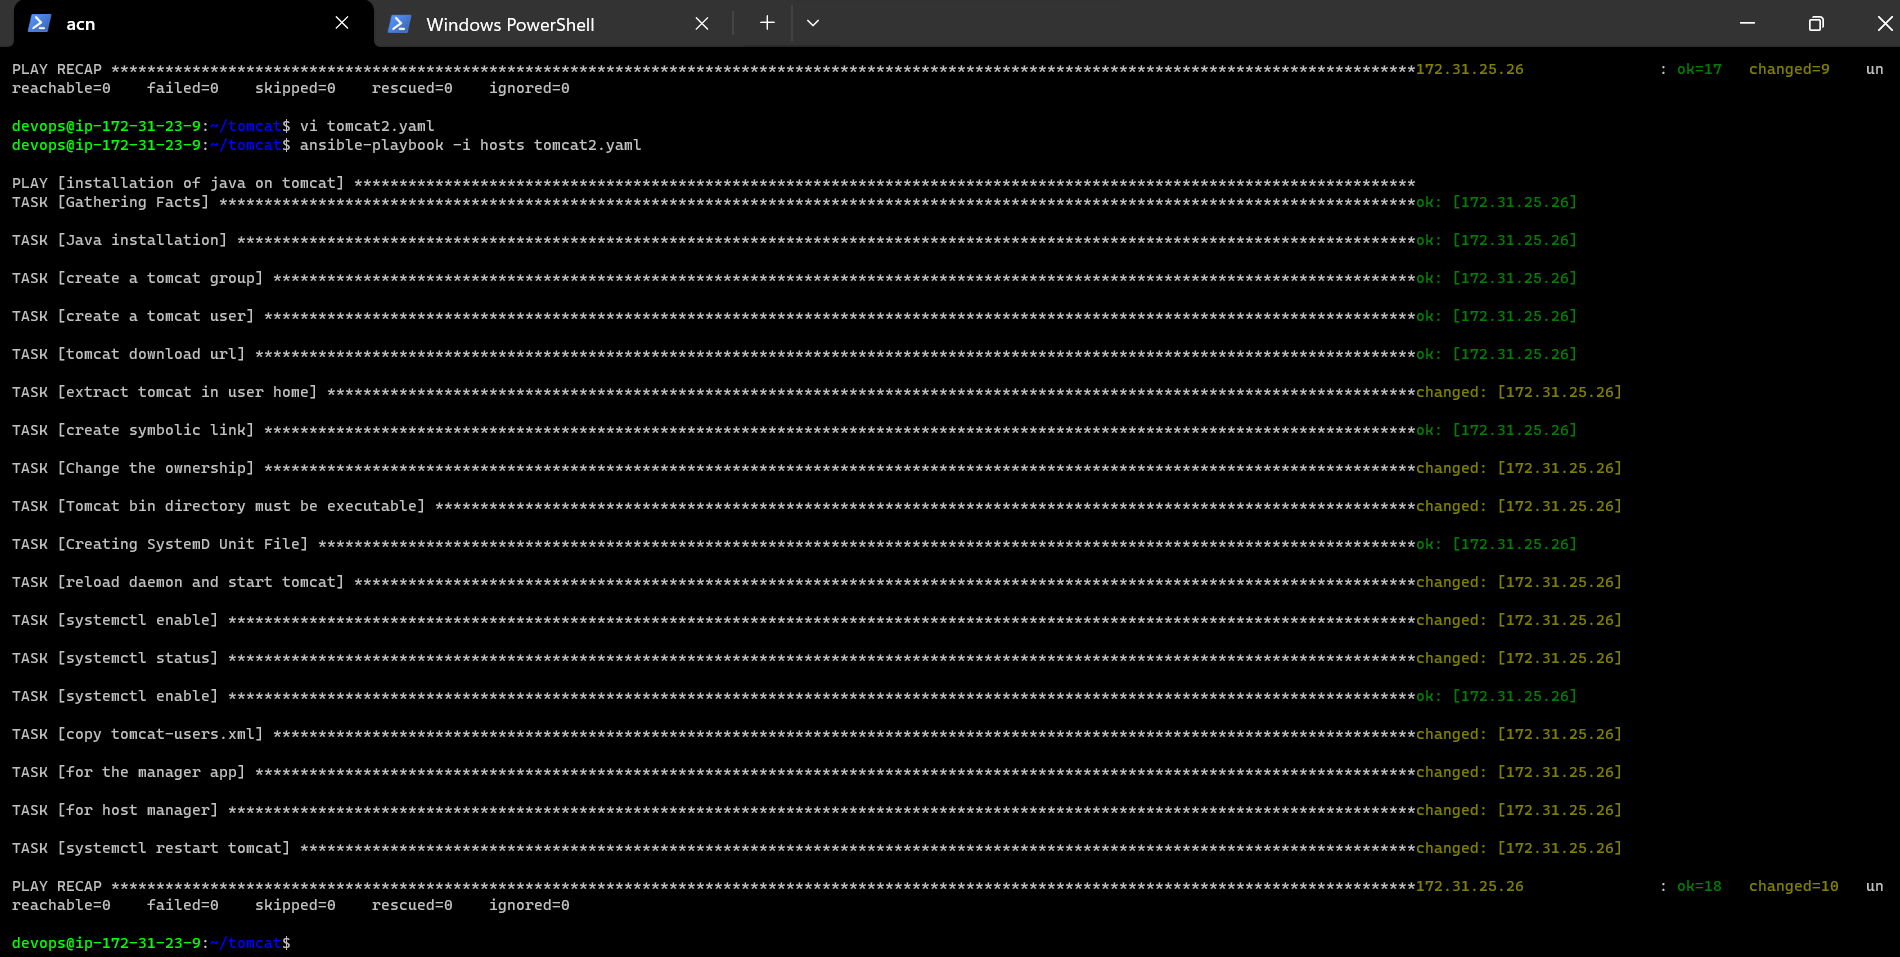 acn
Windows PowerShell
PLAY RECAP *************************************************************************************************************************************************172.31.25.26               : ok=17   changed=9    un
reachable=0    failed=0    skipped=0    rescued=0    ignored=0
devops@ip-172-31-23-9:~/tomcat$ vi tomcat2.yaml
devops@ip-172-31-23-9:~/tomcat$ ansible-playbook -i hosts tomcat2.yaml
PLAY [installation of java on tomcat] **********************************************************************************************************************
TASK [Gathering Facts] *************************************************************************************************************************************ok: [172.31.25.26]
TASK [Java installation] ***********************************************************************************************************************************ok: [172.31.25.26]
TASK [create a tomcat group] *******************************************************************************************************************************ok: [172.31.25.26]
TASK [create a tomcat user] ********************************************************************************************************************************ok: [172.31.25.26]
TASK [tomcat download url] *********************************************************************************************************************************ok: [172.31.25.26]
TASK [extract tomcat in user home] *************************************************************************************************************************changed: [172.31.25.26]
TASK [create symbolic link] ********************************************************************************************************************************ok: [172.31.25.26]
TASK [Change the ownership] ********************************************************************************************************************************changed: [172.31.25.26]
TASK [Tomcat bin directory must be executable] *************************************************************************************************************changed: [172.31.25.26]
TASK [Creating SystemD Unit File] **************************************************************************************************************************ok: [172.31.25.26]
TASK [reload daemon and start tomcat] **********************************************************************************************************************changed: [172.31.25.26]
TASK [systemctl enable] ************************************************************************************************************************************changed: [172.31.25.26]
TASK [systemctl status] ************************************************************************************************************************************changed: [172.31.25.26]
TASK [systemctl enable] ************************************************************************************************************************************ok: [172.31.25.26]
TASK [copy tomcat-users.xml] *******************************************************************************************************************************changed: [172.31.25.26]
TASK [for the manager app] *********************************************************************************************************************************changed: [172.31.25.26]
TASK [for host manager] ************************************************************************************************************************************changed: [172.31.25.26]
TASK [systemctl restart tomcat] ****************************************************************************************************************************changed: [172.31.25.26]
PLAY RECAP *************************************************************************************************************************************************172.31.25.26               : ok=18   changed=10   un
reachable=0    failed=0    skipped=0    rescued=0    ignored=0
devops@ip-172-31-23-9:~/tomcat$